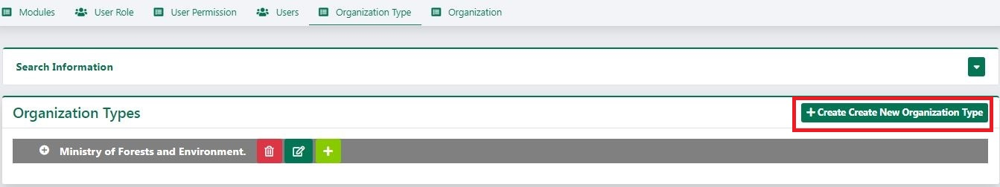 Modules User Role User Permission Users Organization Type Organization
Search Information
Organization Types
Create Create New Organization Type
Ministry of Forests and Environment.